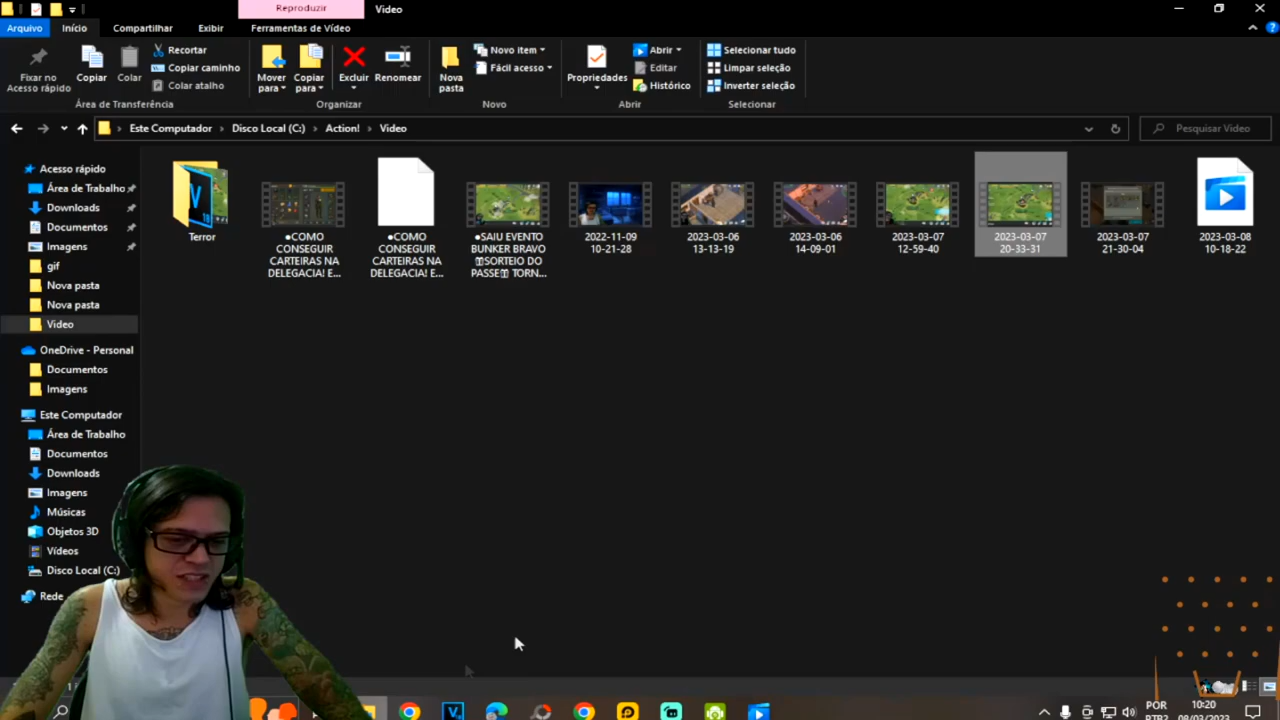 Reproduzir
Video
Arquivo
Início
Compartilhar
Exibir
Ferramentas de Vídeo
Fixar no
Acesso rápido
Copiar
Colar
Recortar
Copiar caminho
Colar atalho
Área de Transferência
Mover
para
Copiar
para
Excluir
Renomear
Organizar
Nova
pasta
Novo item
Fácil acesso
Novo
Propriedades
Abrir
Editar
Histórico
Abrir
Selecionar tudo
Limpar seleção
Inverter seleção
Selecionar
Este Computador
Disco Local (C:)
Action!
Video
Pesquisar Video
Acesso rápido
Área de Trabalho
Downloads
Documentos
Imagens
gif
Nova pasta
Nova pasta
Video
OneDrive - Personal
Documentos
Imagens
Este Computador
Área de Trabalho
Documentos
Downloads
Imagens
Músicas
Objetos 3D
Vídeos
Disco Local (C:)
Rede
Terror
●COMO
CONSEGUIR
CARTEIRAS NA
DELEGACIA! E...
●COMO
CONSEGUIR
CARTEIRAS NA
DELEGACIA! E...
●SAIU EVENTO
BUNKER BRAVO
SORTEIO DO
PASSE TORN...
2022-11-09
10-21-28
2023-03-06
13-13-19
2023-03-06
14-09-01
2023-03-07
12-59-40
2023-03-07
20-33-31
2023-03-07
21-30-04
2023-03-08
10-18-22
POR
PTB2
10:20
08/03/2023